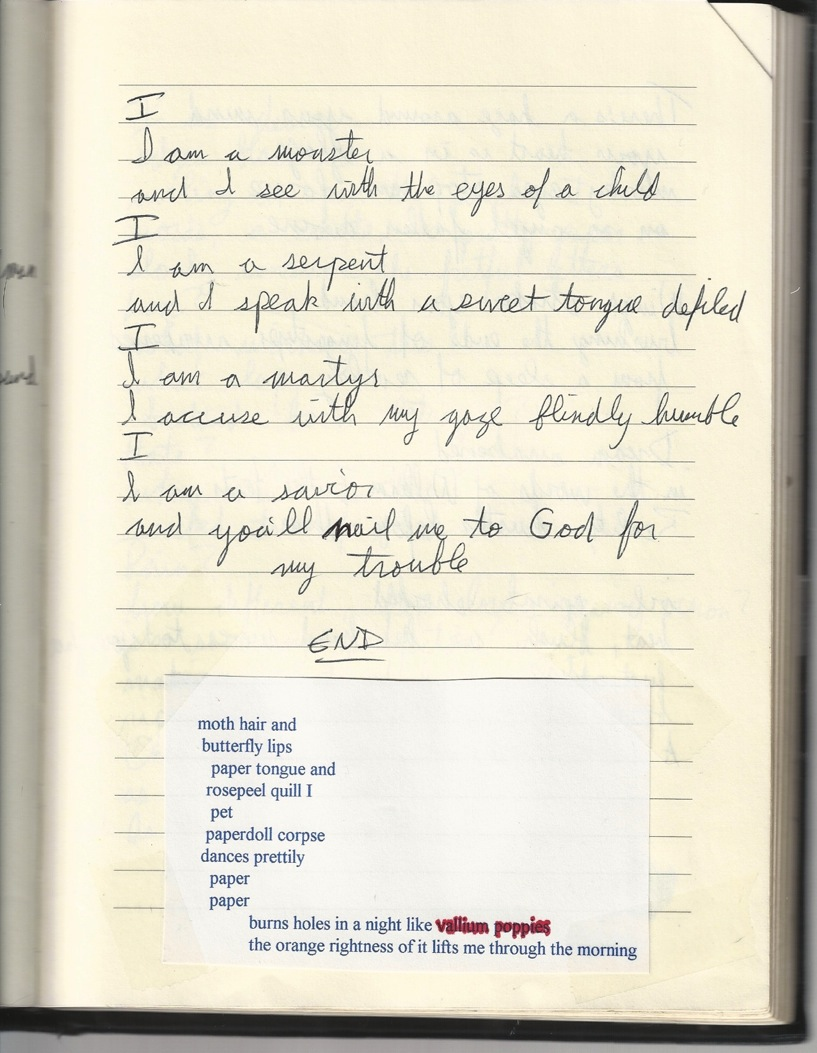 I
I am a monster
and I see with the eyes of a child
I
I am a serpent
and I speak with a sweet tongue defiled
I
I am a martyr
I accuse with my gaze blindly humble
I
I am a savior
and you'll nail me to God for
my trouble
END
moth hair and
butterfly lips
paper tongue and
rosepeel quill I
pet
paperdoll corpse
dances prettily
paper
paper
burns holes in a night like vallium poppies
the orange rightness of it lifts me through the morning